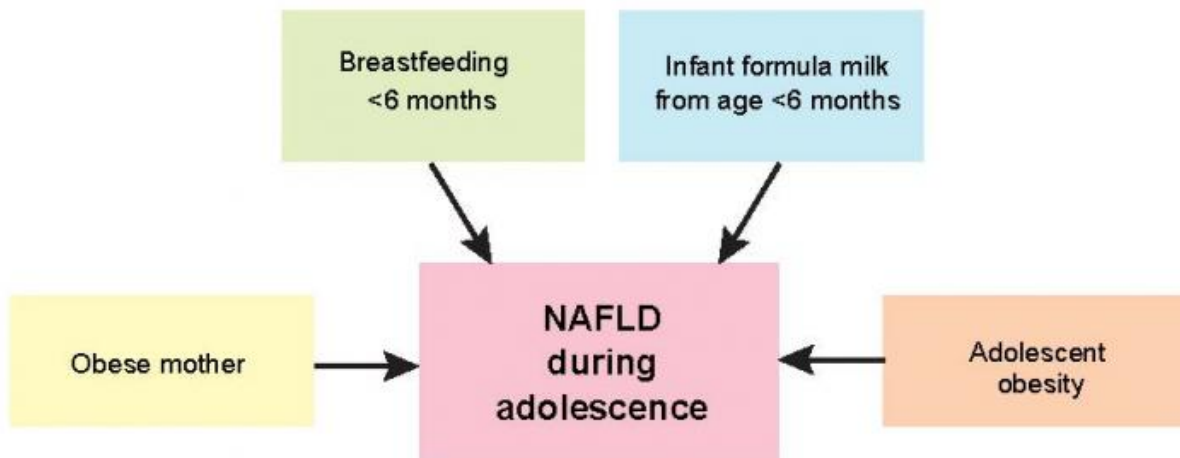 Breastfeeding
<6 months
Infant formula milk
from age <6 months
Obese mother
NAFLD
during
adolescence
Adolescent
obesity